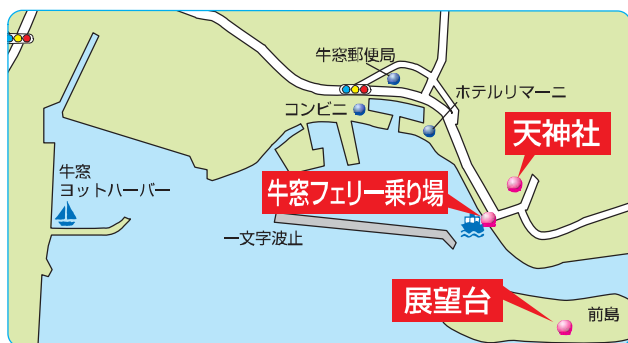 牛窓郵便局
ホテルリマーニ
コンビニ
天神社
牛窓
ヨットハーバー
牛窓フェリー乗り場
一文字波止
展望台
前島